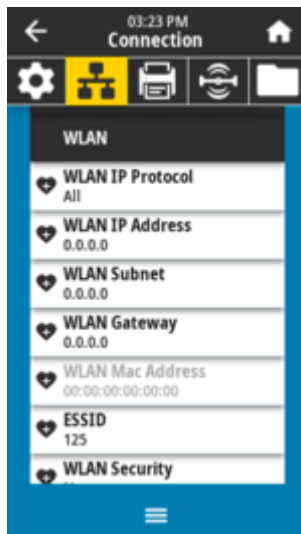 03:23 PM
Connection
WLAN
WLAN IP Protocol
All
WLAN IP Address
0.0.0.0
WLAN Subnet
0.0.0.0
WLAN Gateway
0.0.0.0
WLAN Mac Address
00:00:00:00:00:00
ESSID
125
WLAN Security